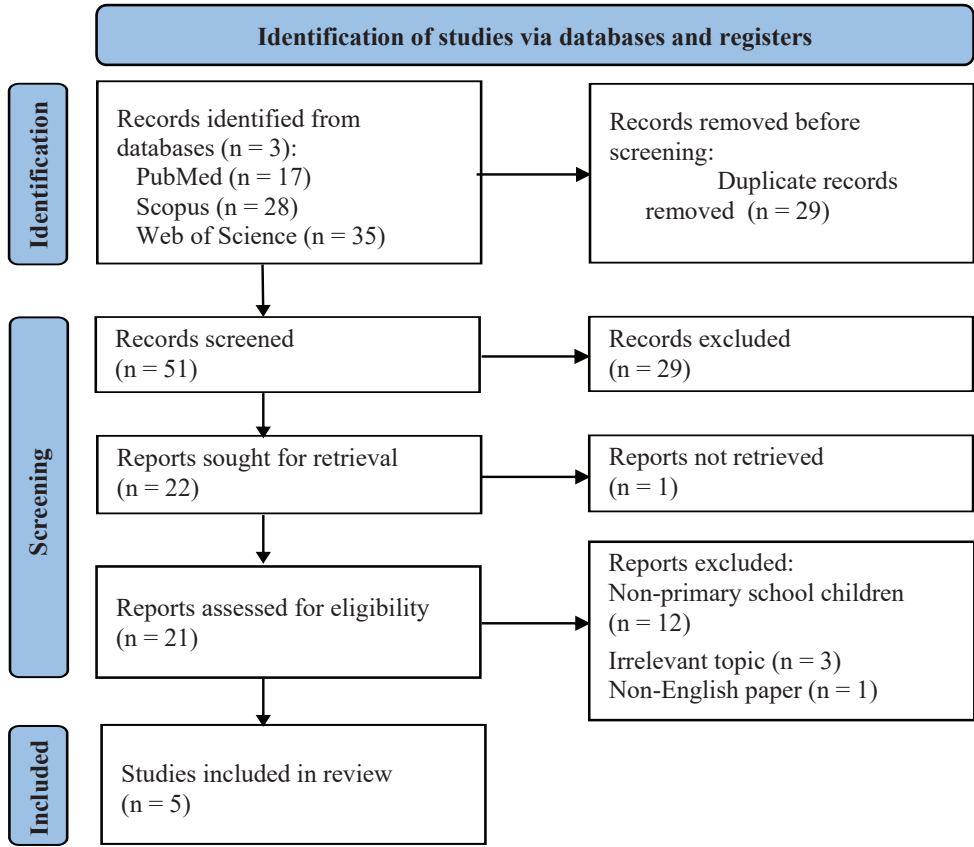 Identification of studies via databases and registers
Identification
Records identified from
databases (n = 3):
PubMed (n = 17)
Scopus (n = 28)
Web of Science (n = 35)
Records removed before
screening:
Duplicate records
removed (n = 29)
Screening
Records screened
(n = 51)
Records excluded
(n = 29)
Reports sought for retrieval
(n = 22)
Reports not retrieved
(n = 1)
Reports assessed for eligibility
(n = 21)
Reports excluded:
Non-primary school children
(n = 12)
Irrelevant topic (n = 3)
Non-English paper (n = 1)
Included
Studies included in review
(n = 5)